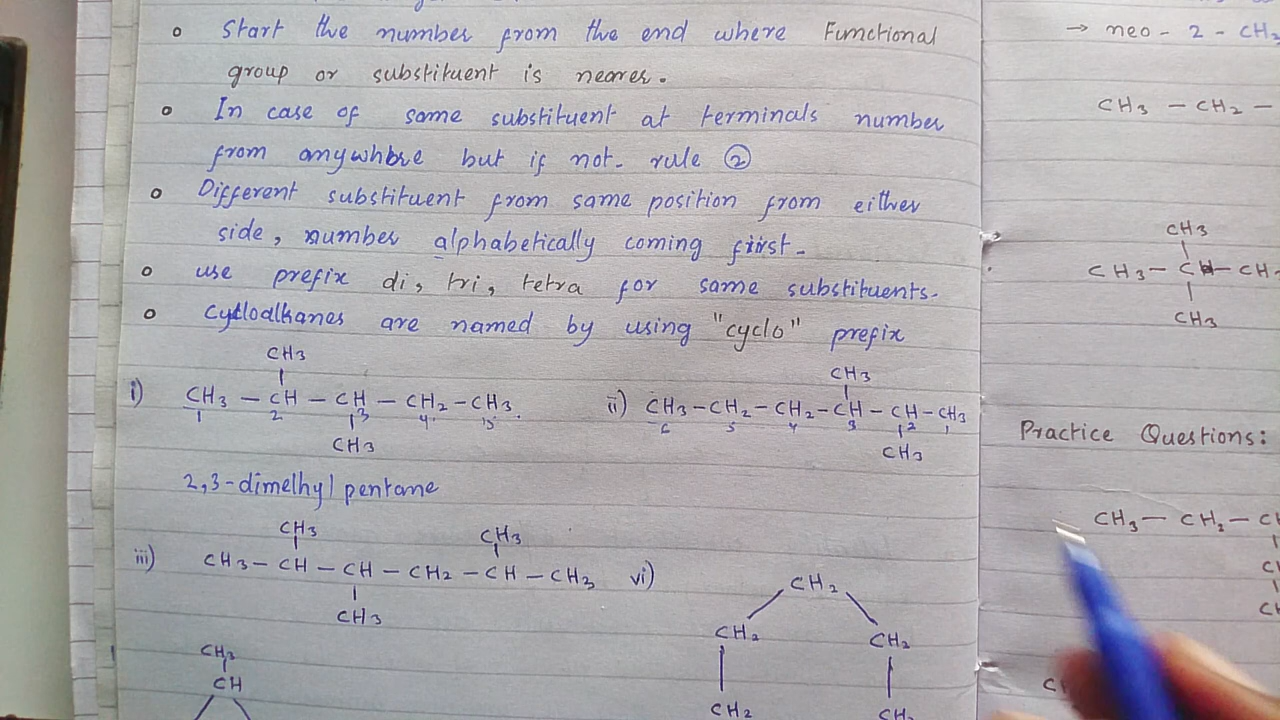 o Start the number from the end where Functional
group or substituent is nearer.
o In case of same substituent at terminals number
from anywhere but if not. rule ②
o Different substituent from same position from either
side, number alphabetically coming first.
o use prefix di, tri, tetra for same substituents.
o Cycloalkanes are named by using "cyclo" prefix
CH3
i) CH3 – CH – CH – CH2 – CH3.
1 2 3 4 5
CH3
CH3
ii) CH3 – CH2 – CH2 – CH – CH – CH3
6 5 4 3 2 1
CH3
2,3-dimethyl pentane
CH3 CH3
iii) CH3 – CH – CH – CH2 – CH – CH3
CH3
CH3
CH
vi) CH2
CH2 CH2
CH2 CH2
→ neo - 2 - CH2
CH3 – CH2 –
CH3
CH3 – C – CH
CH3
Practice Questions:
CH3 – CH2 –